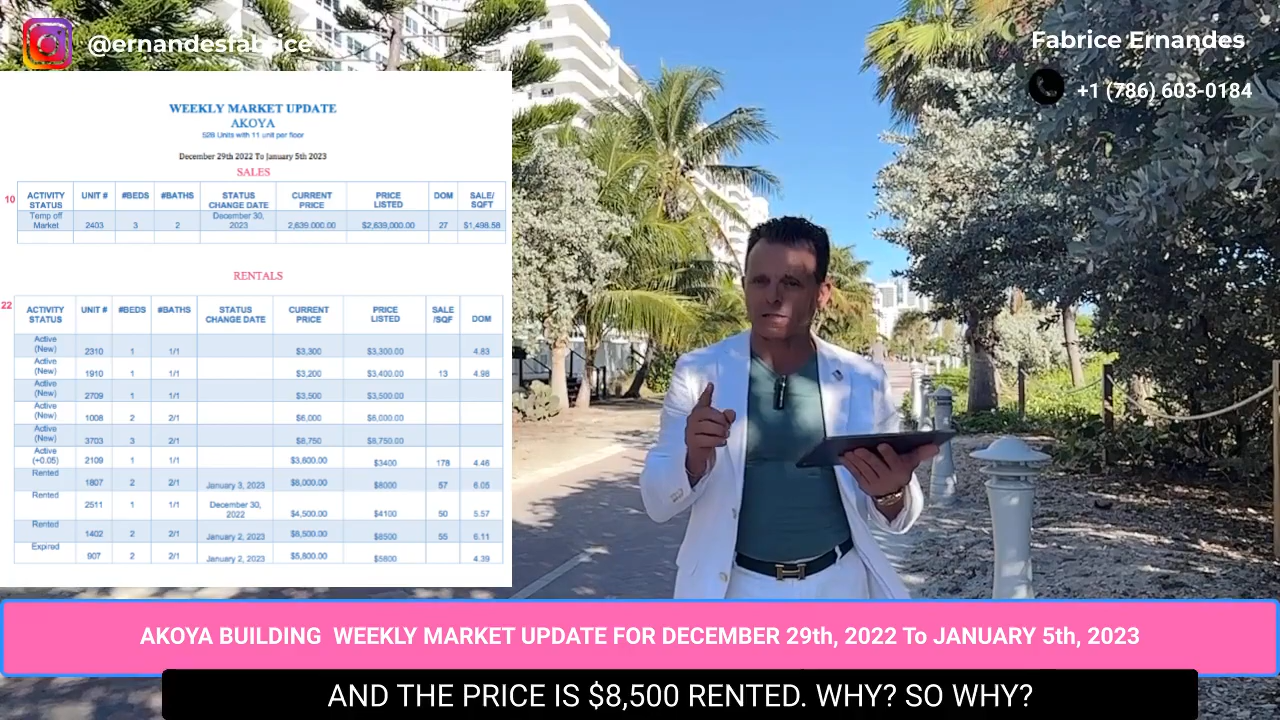 @ernandesfabrice
Fabrice Ernandes
+1 (786) 603-0184
WEEKLY MARKET UPDATE
AKOYA
528 Units with 11 unit per floor
December 29th 2022 To January 5th 2023
SALES
10
ACTIVITY STATUS UNIT # #BEDS #BATHS STATUS CHANGE DATE CURRENT PRICE PRICE LISTED DOM SALE/ SQFT
Temp off Market 2403 3 2 December 30, 2023 2,639.000.00 $2,639,000.00 27 $1,498.58
RENTALS
22
ACTIVITY STATUS UNIT # #BEDS #BATHS STATUS CHANGE DATE CURRENT PRICE PRICE LISTED SALE /SQF DOM
Active (New) 2310 1 1/1 $3,300 $3,300.00 4.83
Active (New) 1910 1 1/1 $3,200 $3,400.00 13 4.98
Active (New) 2709 1 1/1 $3,500 $3,500.00
Active (New) 1008 2 2/1 $6,000 $6,000.00
Active (New) 3703 3 2/1 $8,750 $8,750.00
Active (+0.05) 2109 1 1/1 $3,600.00 $3400 178 4.46
Rented 1807 2 2/1 January 3, 2023 $8,000.00 $8000 57 6.05
Rented 2511 1 1/1 December 30, 2022 $4,500.00 $4100 50 5.57
Rented 1402 2 2/1 January 2, 2023 $8,500.00 $8500 55 6.11
Expired 907 2 2/1 January 2, 2023 $5,800.00 $5800 4.39
AKOYA BUILDING WEEKLY MARKET UPDATE FOR DECEMBER 29th, 2022 To JANUARY 5th, 2023
AND THE PRICE IS $8,500 RENTED. WHY? SO WHY?